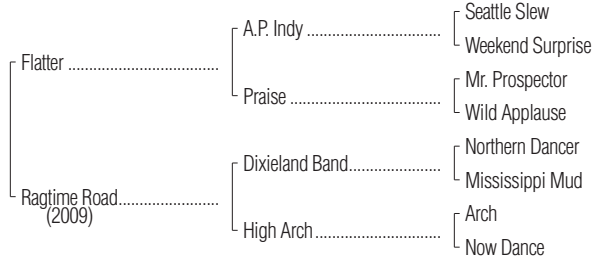 Seattle Slew
A.P. Indy ..............................
Weekend Surprise
Flatter ..................................
Mr. Prospector
Praise ..................................
Wild Applause
Northern Dancer
Dixieland Band.....................
Mississippi Mud
Ragtime Road.......................
(2009)
Arch
High Arch.............................
Now Dance